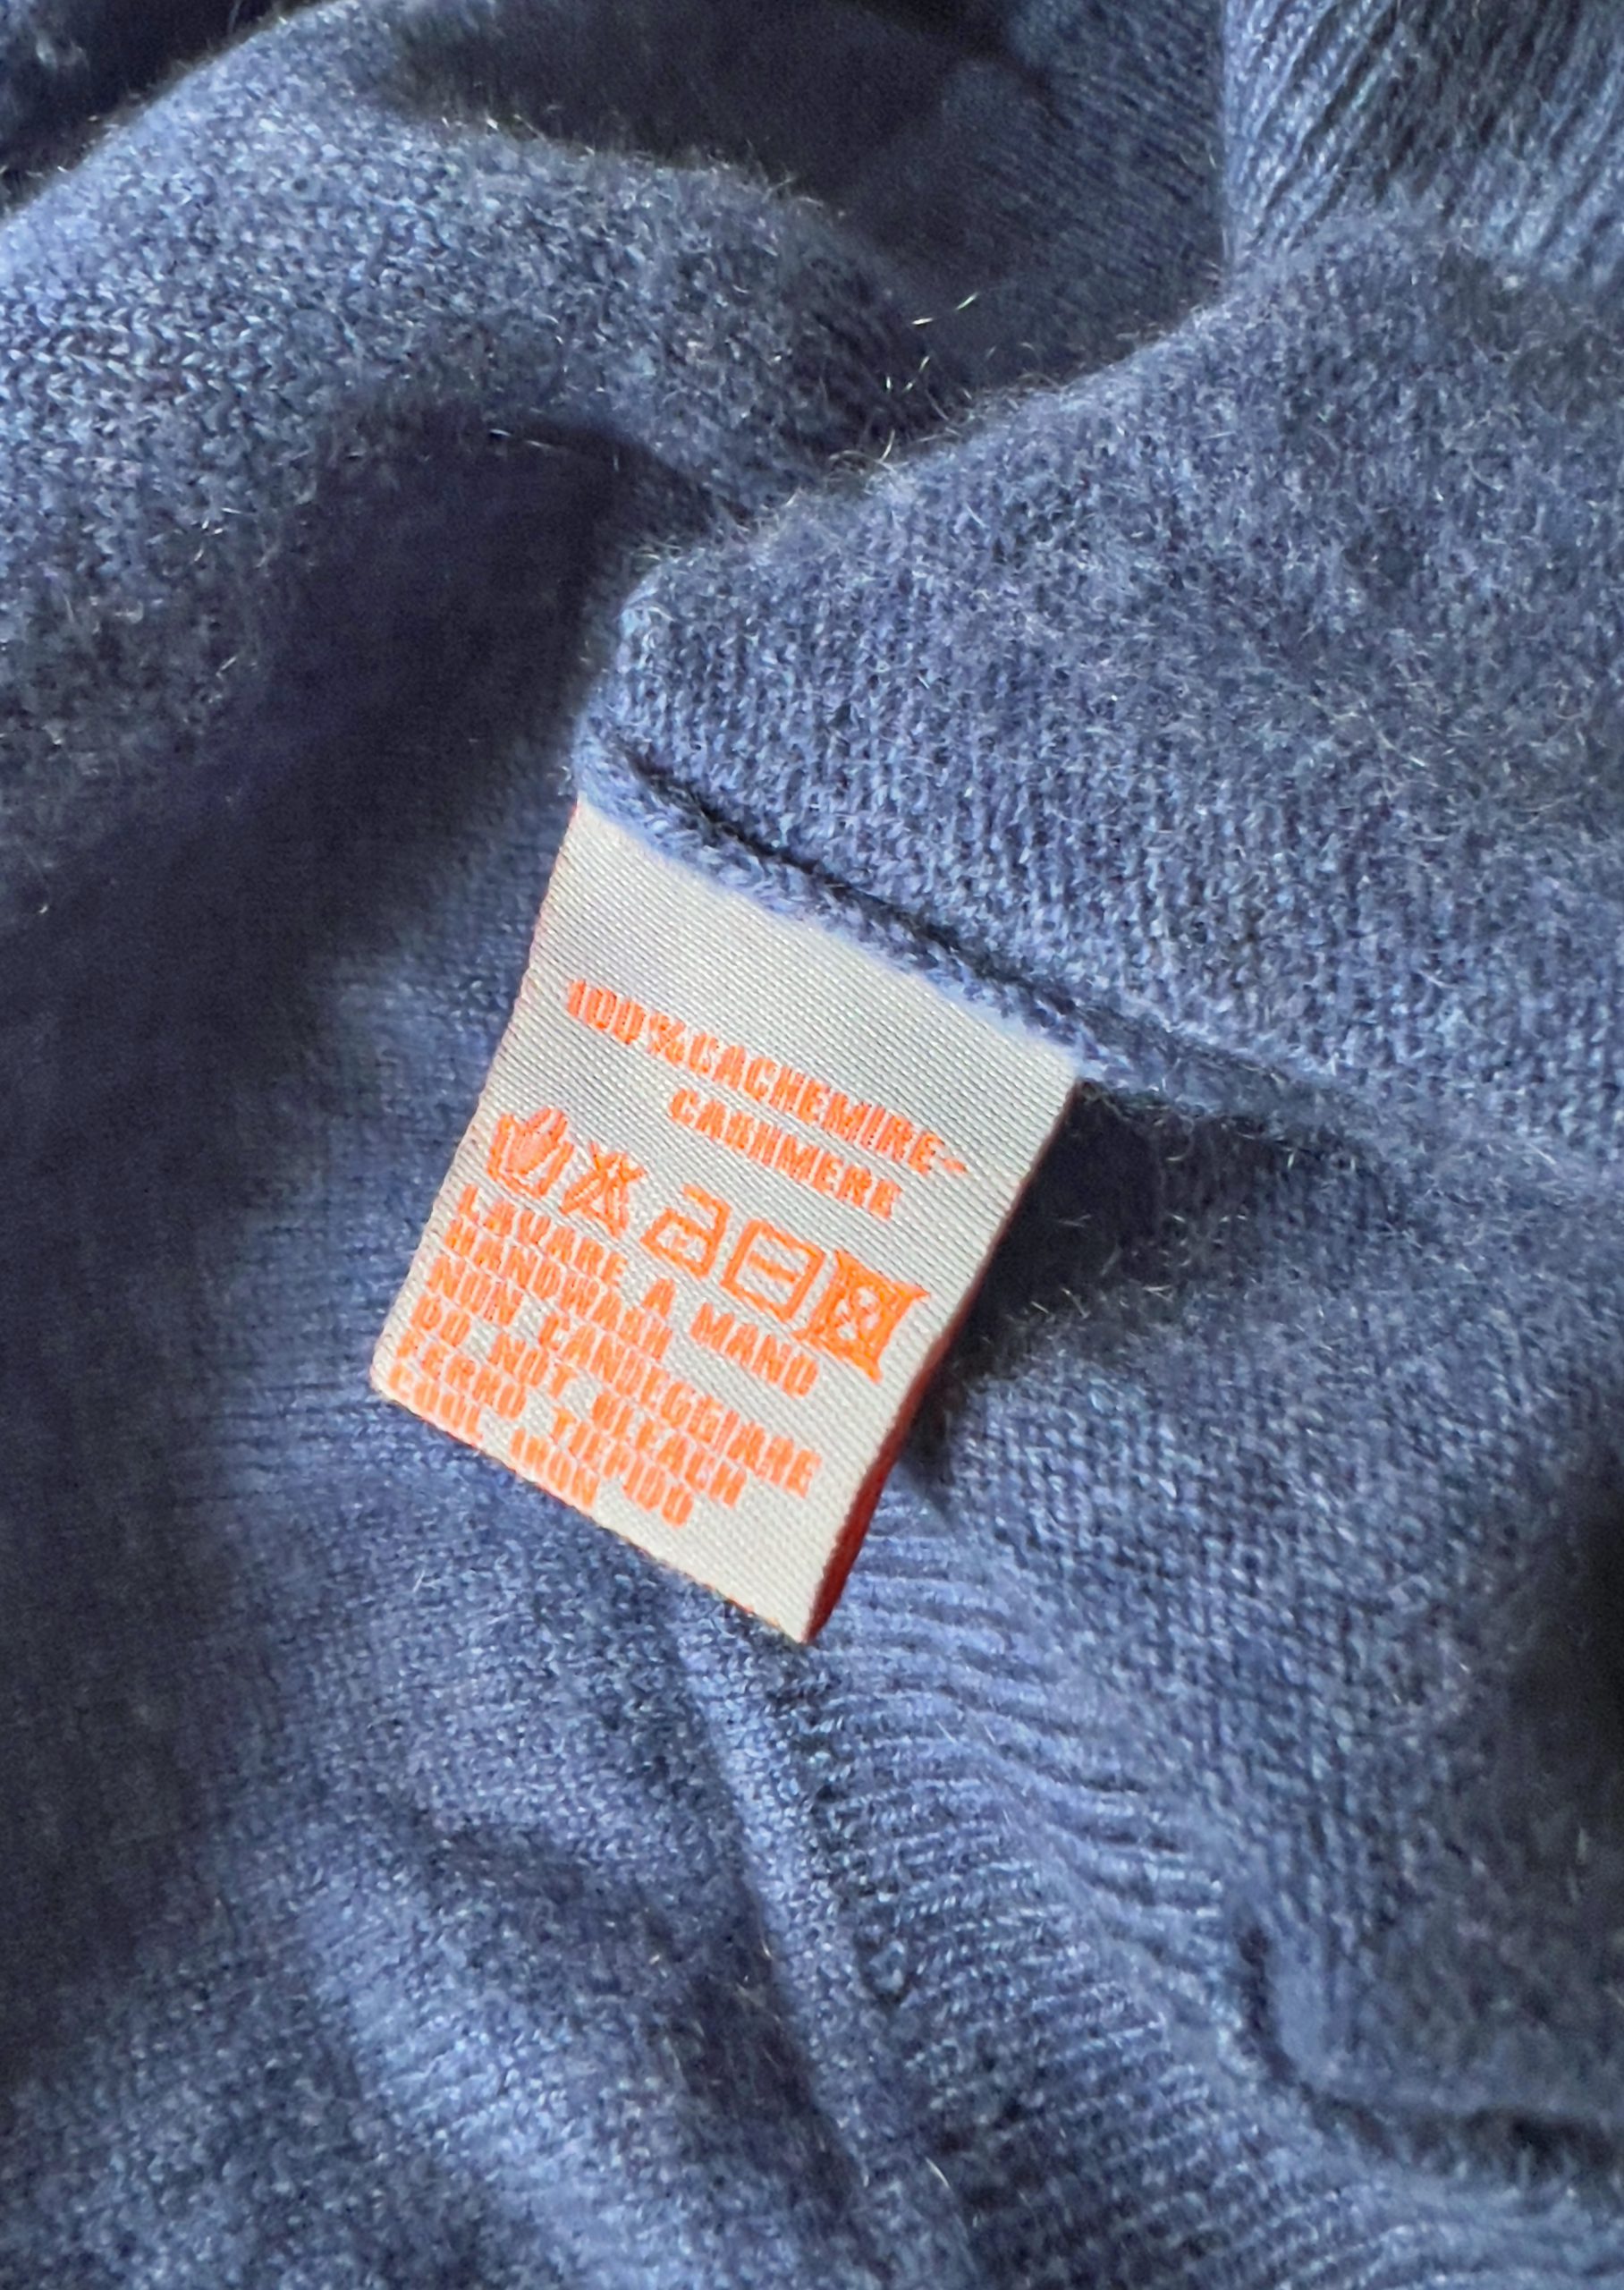 100%CACHEMIRE-
CASHMERE
LAVARE A MANO
HANDWASH
NON CANDEGGIARE
DO NOT BLEACH
FERRO TIEPIDO
COOL IRON